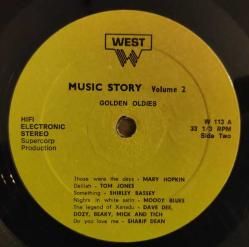 WEST
W
MUSIC STORY Volume 2
GOLDEN OLDIES
HIFI
ELECTRONIC
STEREO
Supercorp
Production
W 113 A
33 1/3 RPM
Side Two
Those were the days - MARY HOPKIN
Delilah - TOM JONES
Something - SHIRLEY BASSEY
Nights in white satin - MOODY BLUES
The legend of Xanadu - DAVE DEE,
DOZY, BEAKY, MICK AND TICH
Do you love me - SHARIF DEAN